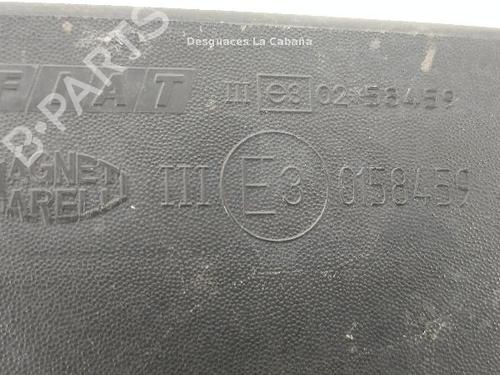 Desguaces La Cabaña
FIAT III e3 02*58459
MAGNETI MARELLI III E3 0158459
B-PARTS